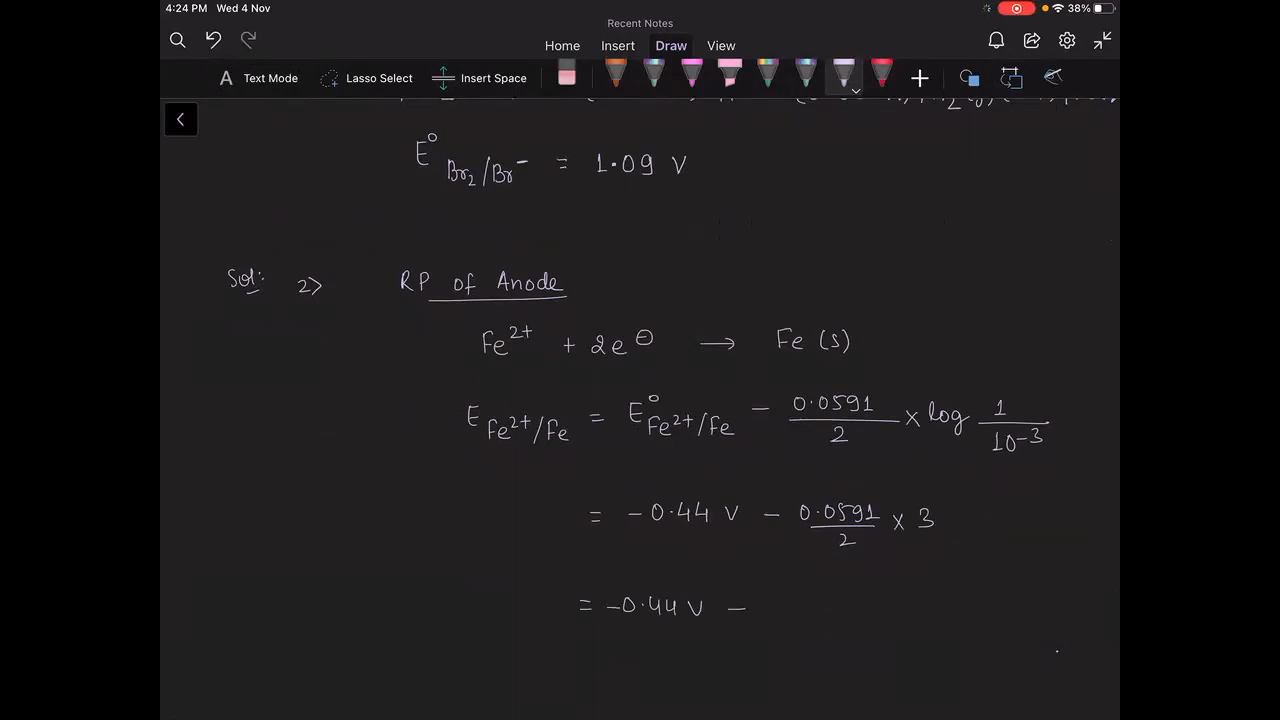 4:24 PM Wed 4 Nov
38%
Recent Notes
Home Insert Draw View
Text Mode Lasso Select Insert Space
E° Br₂/Br⁻ = 1.09 V
Sol: 2> RP of Anode
Fe²⁺ + 2e⊖ → Fe (s)
E Fe²⁺/Fe = E° Fe²⁺/Fe - 0.0591/2 × log 1/10⁻³
= -0.44 V - 0.0591/2 × 3
= -0.44 V -